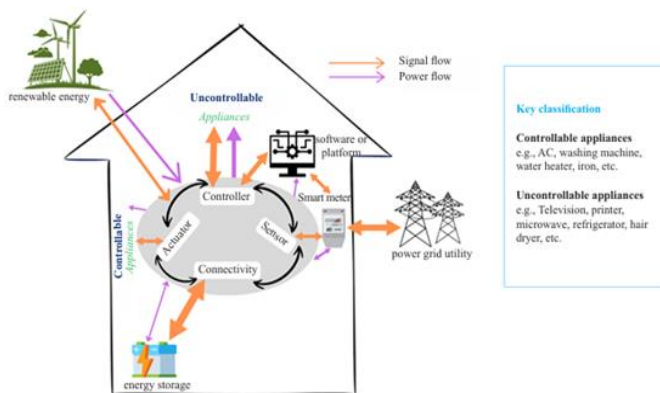 Signal flow
Power flow
renewable energy
Uncontrollable
Appliances
software or
platform
Controller
Smart meter
Controllable
Appliances
Actuator
Sensor
Connectivity
power grid utility
energy storage
Key classification
Controllable appliances
e.g., AC, washing machine,
water heater, iron, etc.
Uncontrollable appliances
e.g., Television, printer,
microwave, refrigerator, hair
dryer, etc.